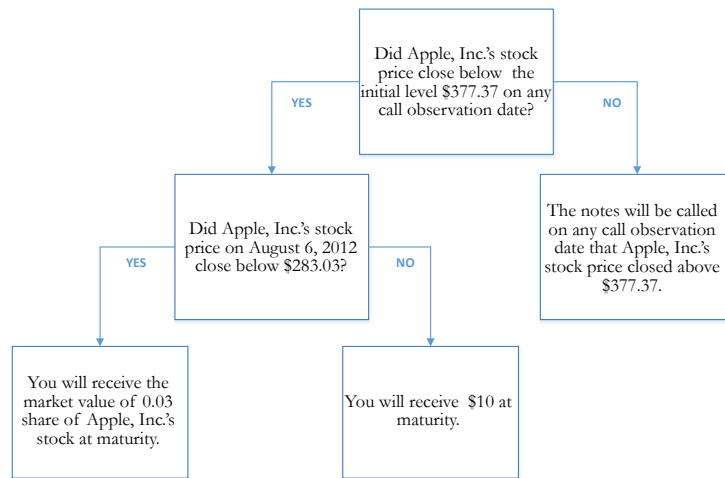 Did Apple, Inc.'s stock
price close below the
initial level $377.37 on any
call observation date?
YES
NO
Did Apple, Inc.'s stock
price on August 6, 2012
close below $283.03?
The notes will be called
on any call observation
date that Apple, Inc.'s
stock price closed above
$377.37.
YES
NO
You will receive the
market value of 0.03
share of Apple, Inc.'s
stock at maturity.
You will receive $10 at
maturity.